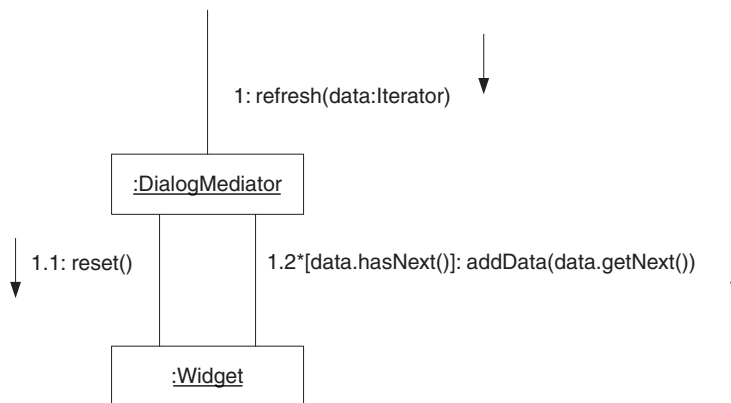 1: refresh(data:Iterator)
:DialogMediator
1.1: reset()
1.2*[data.hasNext()]: addData(data.getNext())
:Widget